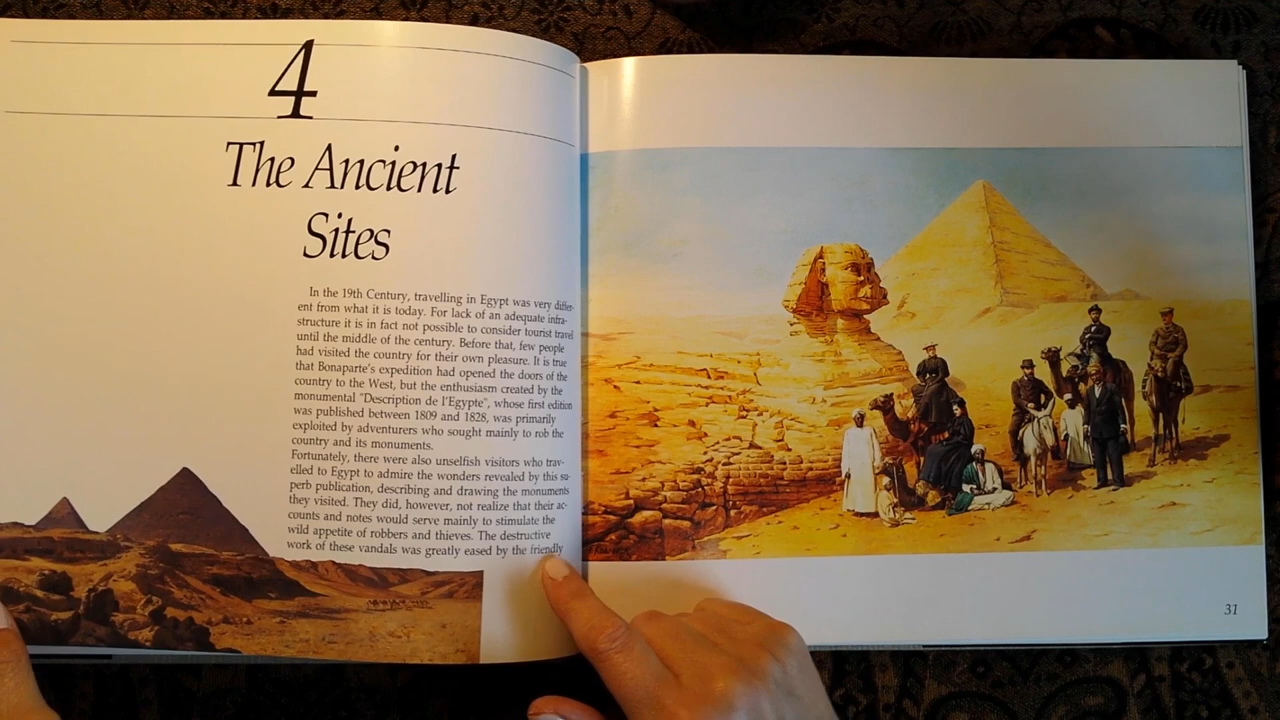 4
The Ancient
Sites
In the 19th Century, travelling in Egypt was very differ-
ent from what it is today. For lack of an adequate infra-
structure it is in fact not possible to consider tourist travel
until the middle of the century. Before that, few people
had visited the country for their own pleasure. It is true
that Bonaparte's expedition had opened the doors of the
country to the West, but the enthusiasm created by the
monumental "Description de l'Egypte", whose first edition
was published between 1809 and 1828, was primarily
exploited by adventurers who sought mainly to rob the
country and its monuments.
Fortunately, there were also unselfish visitors who trav-
elled to Egypt to admire the wonders revealed by this su-
perb publication, describing and drawing the monuments
they visited. They did, however, not realize that their ac-
counts and notes would serve mainly to stimulate the
wild appetite of robbers and thieves. The destructive
work of these vandals was greatly eased by the friendly
31